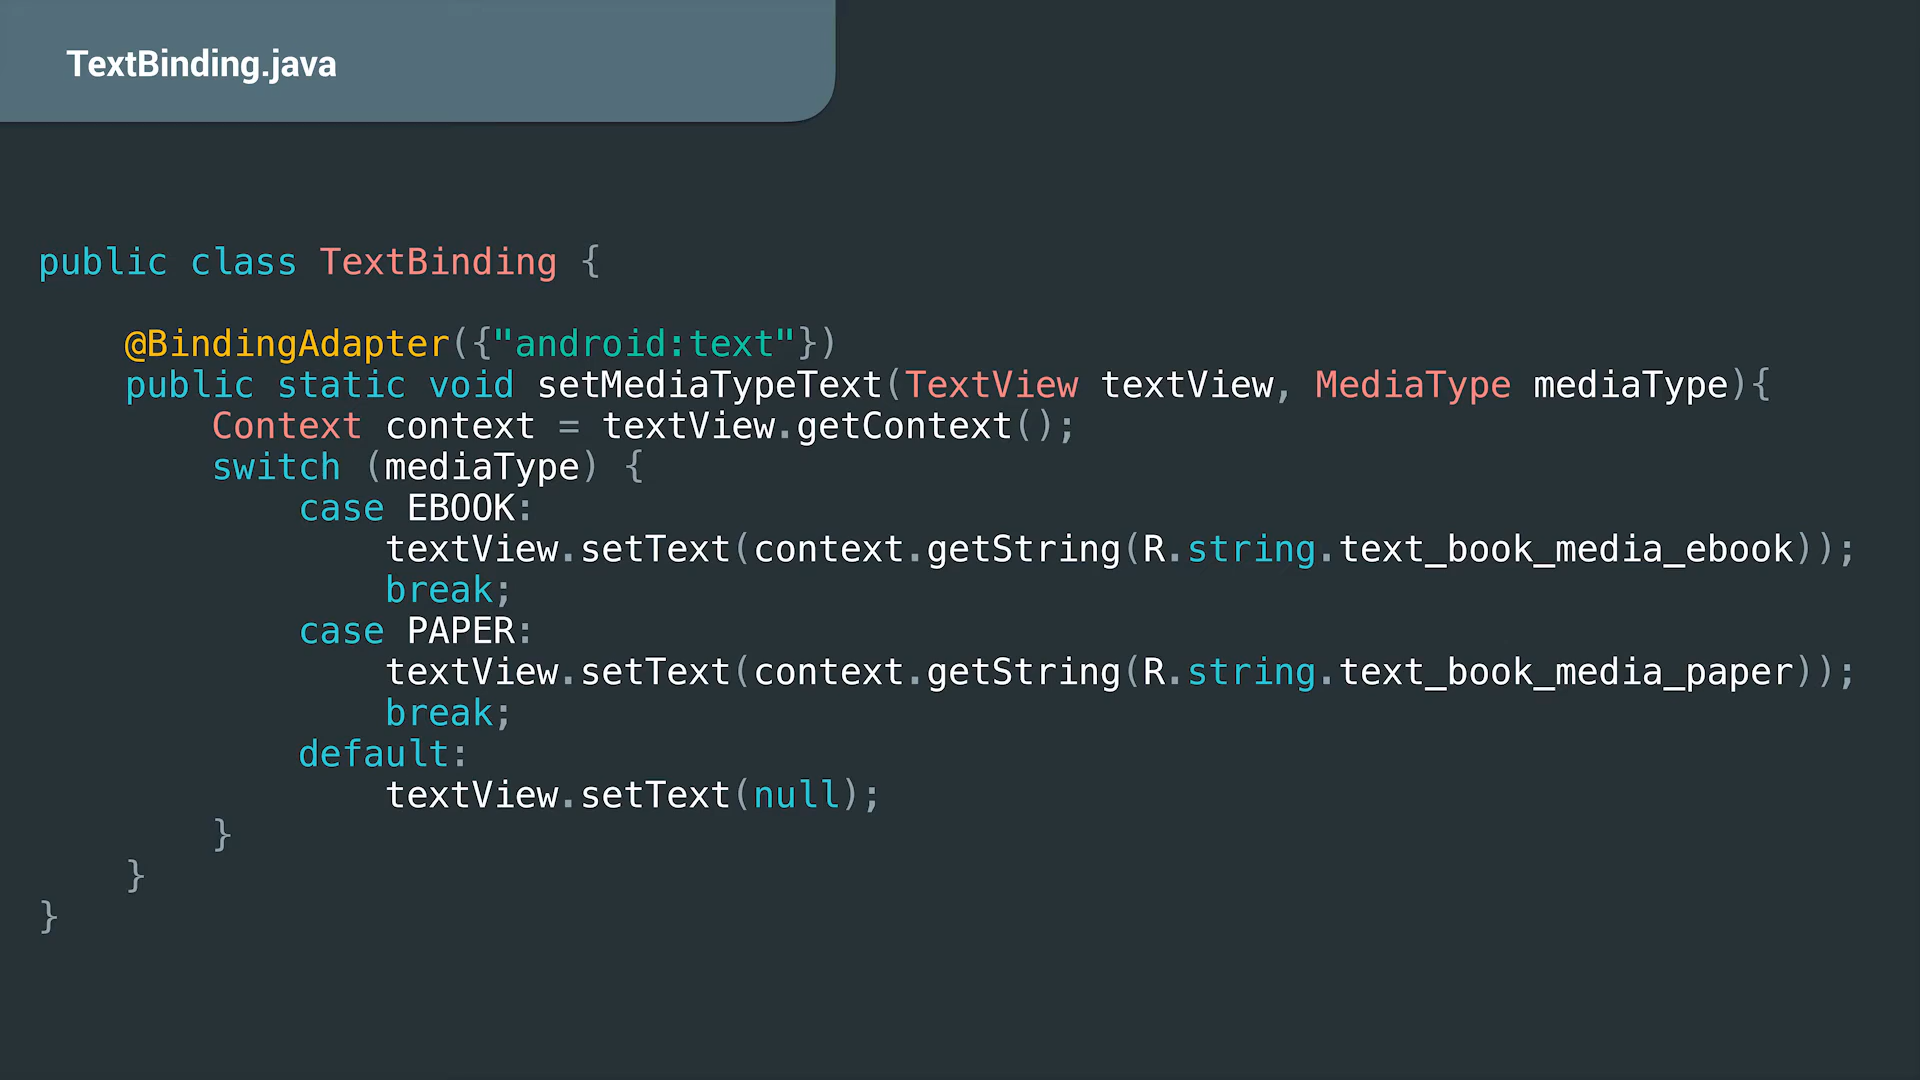 TextBinding.java
public class TextBinding {
    @BindingAdapter({"android:text"})
    public static void setMediaTypeText(TextView textView, MediaType mediaType){
        Context context = textView.getContext();
        switch (mediaType) {
            case EBOOK:
                textView.setText(context.getString(R.string.text_book_media_ebook));
                break;
            case PAPER:
                textView.setText(context.getString(R.string.text_book_media_paper));
                break;
            default:
                textView.setText(null);
        }
    }
}